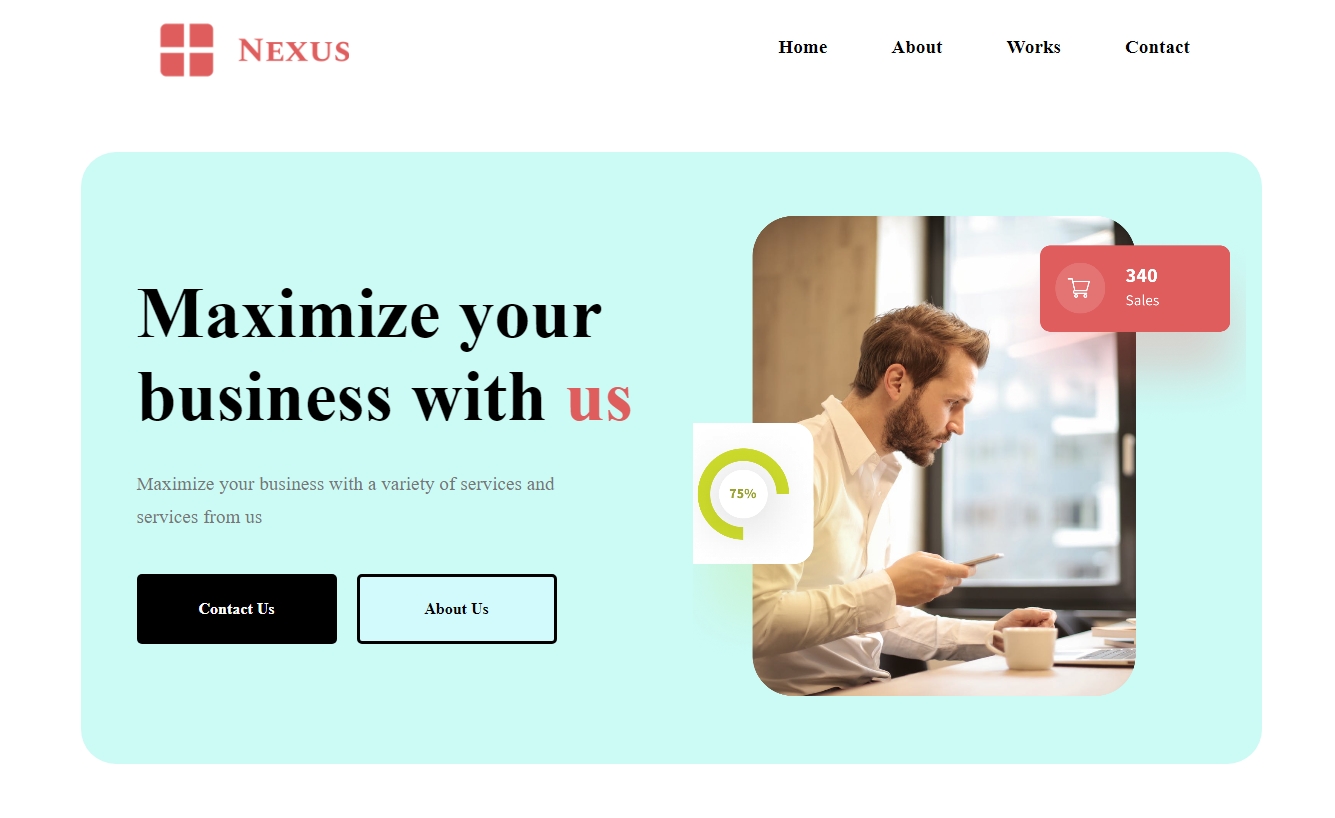 Nexus
Home About Works Contact
Maximize your
business with us
Maximize your business with a variety of services and
services from us
Contact Us About Us
340
Sales
75%